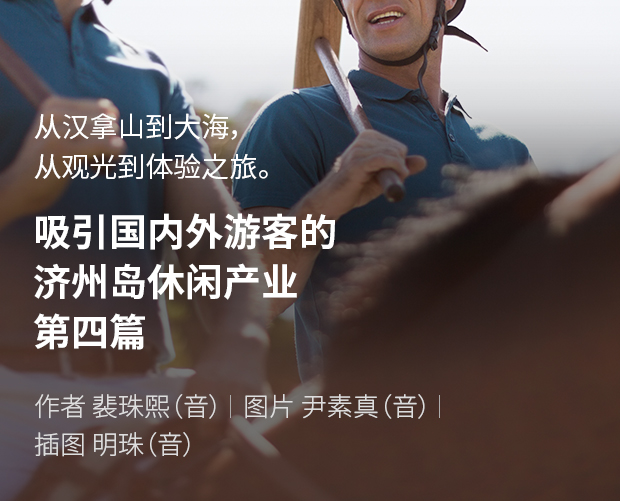 从汉拿山到大海，
从观光到体验之旅。
吸引国内外游客的
济州岛休闲产业
第四篇
作者 裴珠熙（音）｜图片 尹素真（音）｜
插图 明珠（音）